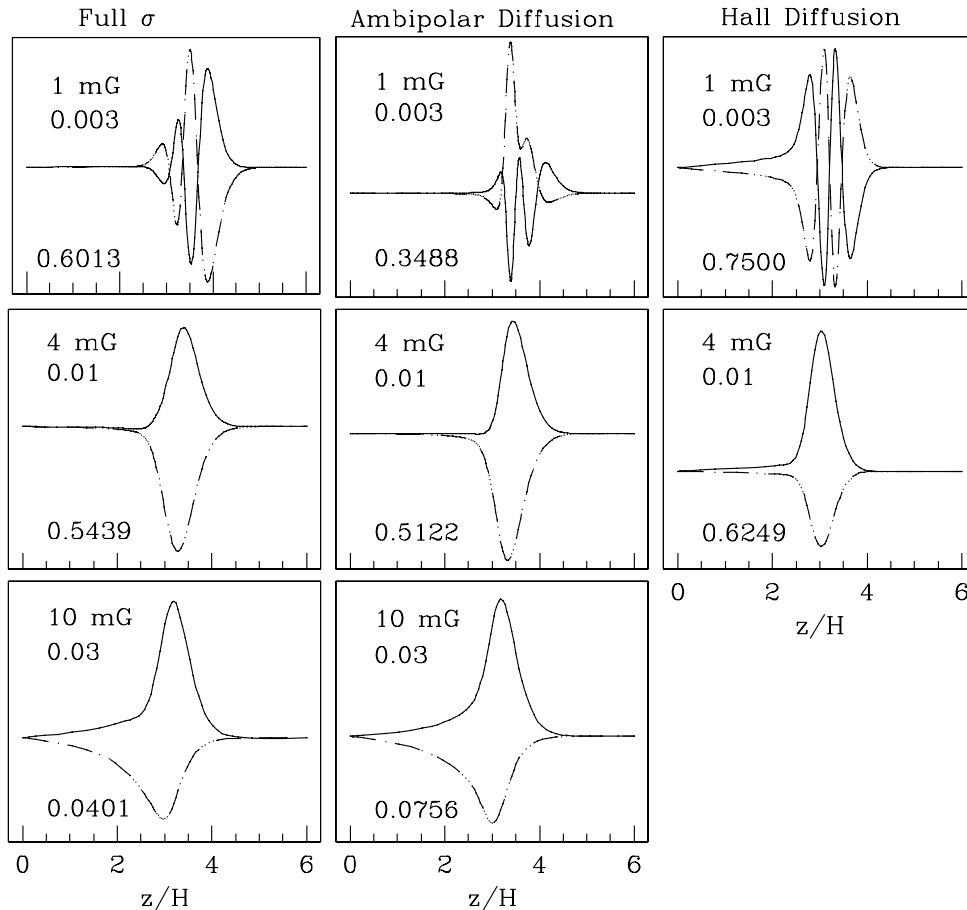 Full σ
Ambipolar Diffusion
Hall Diffusion
1 mG
0.003
0.6013
1 mG
0.003
0.3488
1 mG
0.003
0.7500
4 mG
0.01
0.5439
4 mG
0.01
0.5122
4 mG
0.01
0.6249
0 2 4 6
z/H
10 mG
0.03
0.0401
10 mG
0.03
0.0756
0 2 4 6
z/H
0 2 4 6
z/H